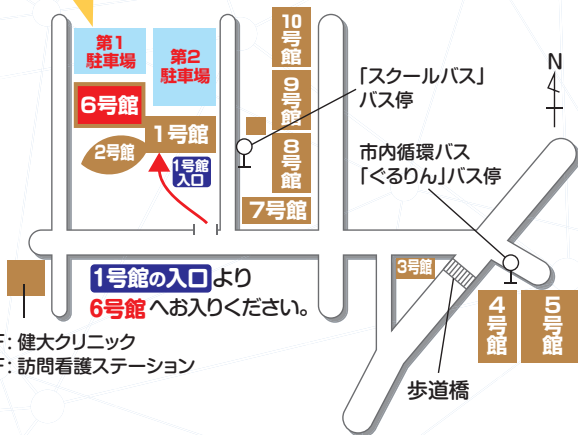 第1
駐車場
第2
駐車場
6号館
1号館
2号館
1号館
入口
10号館
9号館
8号館
7号館
「スクールバス」
バス停
N
市内循環バス
「ぐるりん」バス停
3号館
4号館
5号館
歩道橋
1号館の入口より
6号館へお入りください。
F：健大クリニック
F：訪問看護ステーション